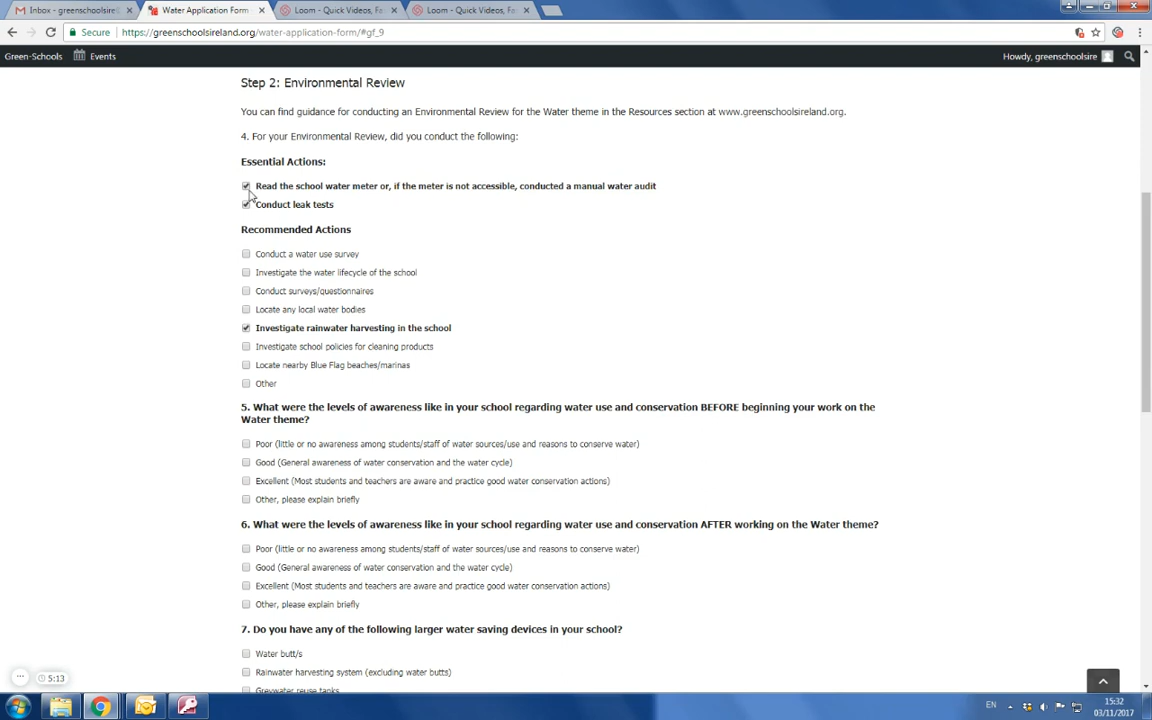 Inbox - greenschoolsire
Water Application Form
Loom - Quick Videos, Fe
Loom - Quick Videos, Fe
Secure
https://greenschoolsireland.org/water-application-form/#gf_9
Green-Schools
Events
Howdy, greenschoolsire
Step 2: Environmental Review
You can find guidance for conducting an Environmental Review for the Water theme in the Resources section at www.greenschoolsireland.org.
4. For your Environmental Review, did you conduct the following:
Essential Actions:
Read the school water meter or, if the meter is not accessible, conducted a manual water audit
Conduct leak tests
Recommended Actions
Conduct a water use survey
Investigate the water lifecycle of the school
Conduct surveys/questionnaires
Locate any local water bodies
Investigate rainwater harvesting in the school
Investigate school policies for cleaning products
Locate nearby Blue Flag beaches/marinas
Other
5. What were the levels of awareness like in your school regarding water use and conservation BEFORE beginning your work on the
Water theme?
Poor (little or no awareness among students/staff of water sources/use and reasons to conserve water)
Good (General awareness of water conservation and the water cycle)
Excellent (Most students and teachers are aware and practice good water conservation actions)
Other, please explain briefly
6. What were the levels of awareness like in your school regarding water use and conservation AFTER working on the Water theme?
Poor (little or no awareness among students/staff of water sources/use and reasons to conserve water)
Good (General awareness of water conservation and the water cycle)
Excellent (Most students and teachers are aware and practice good water conservation actions)
Other, please explain briefly
7. Do you have any of the following larger water saving devices in your school?
Water butt/s
Rainwater harvesting system (excluding water butts)
Greywater reuse tanks
5:13
EN
15:32
03/11/2017